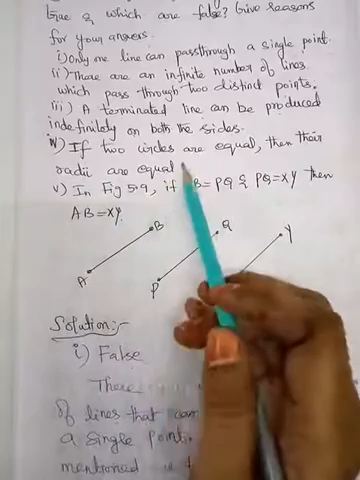 true & which are false? Give reasons
for your answers.
i) Only one line can pass through a single point.
ii) There are an infinite number of lines
which pass through two distinct points.
iii) A terminated line can be produced
indefinitely on both the sides.
iv) If two circles are equal, then their
radii are equal
v) In Fig 5.9, if AB = PQ & PQ = XY then
AB = XY.
A B P Q Y
Solution:-
i) False
There
of lines that can
a single point.
mentioned